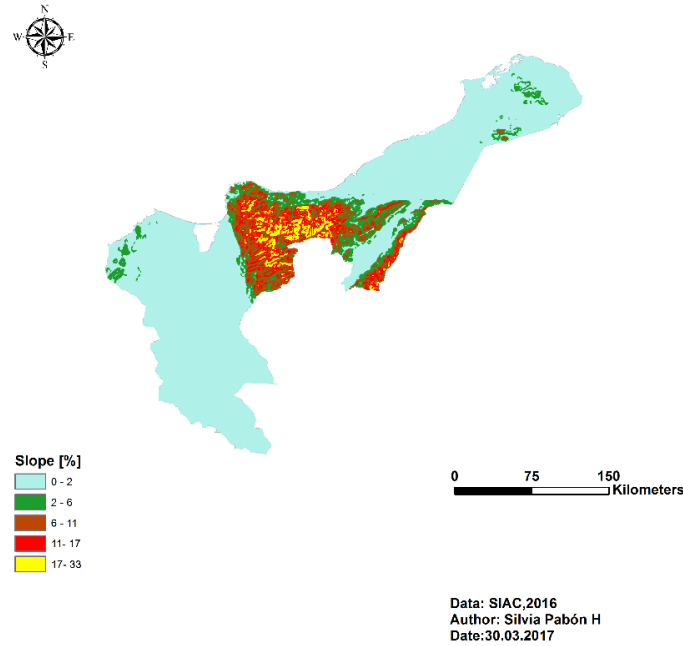 N
W E
S
Slope [%]
0 - 2
2 - 6
6 - 11
11 - 17
17- 33
0 75 150
Kilometers
Data: SIAC,2016
Author: Silvia Pabón H
Date:30.03.2017